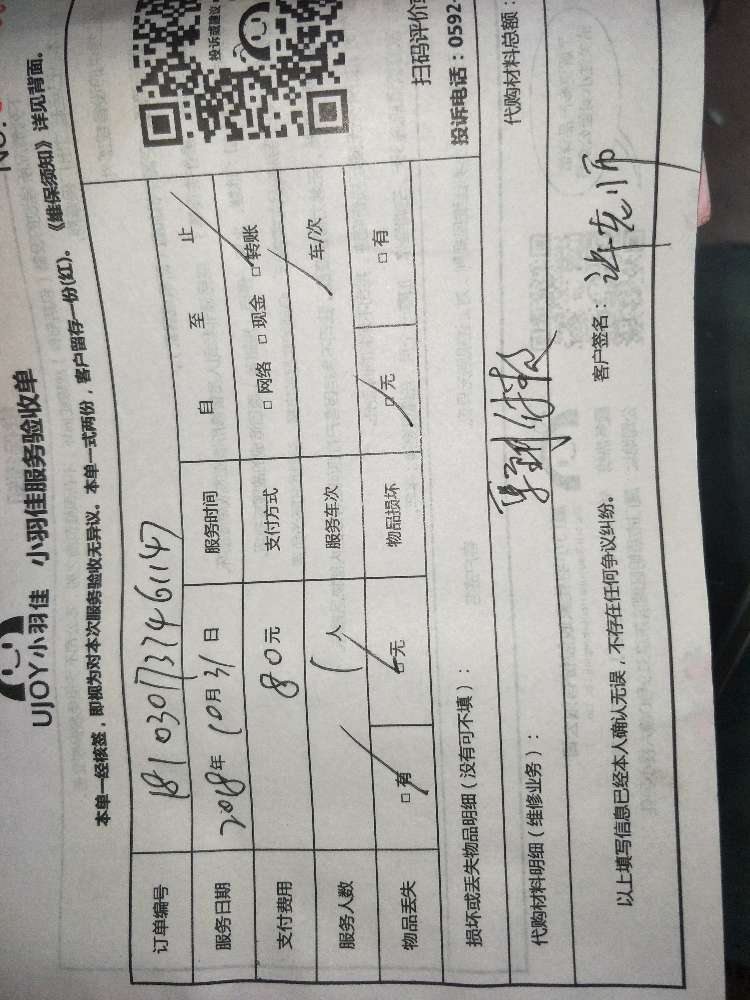 NO.
UJOY小羽佳 小羽佳服务验收单
本单一经核签，即视为对本次服务验收无异议。本单一式两份，客户留存一份(红)。《维保须知》详见背面。
订单编号 181030173746147
投诉或建议
服务日期 2018年 10月 31日 服务时间 自 至 止
支付费用 80元 支付方式 □ 网络 □ 现金 □ 转账
服务人数 1人 服务车次 车/次
物品丢失 □ 有 □ 无 物品损坏 □ 无 □ 有
扫码评价
投诉电话：0592-
损坏或丢失物品明细（没有可不填）：
代购材料明细（维修业务）：
代购材料总额：
以上填写信息已经本人确认无误，不存在任何争议纠纷。
客户签名：